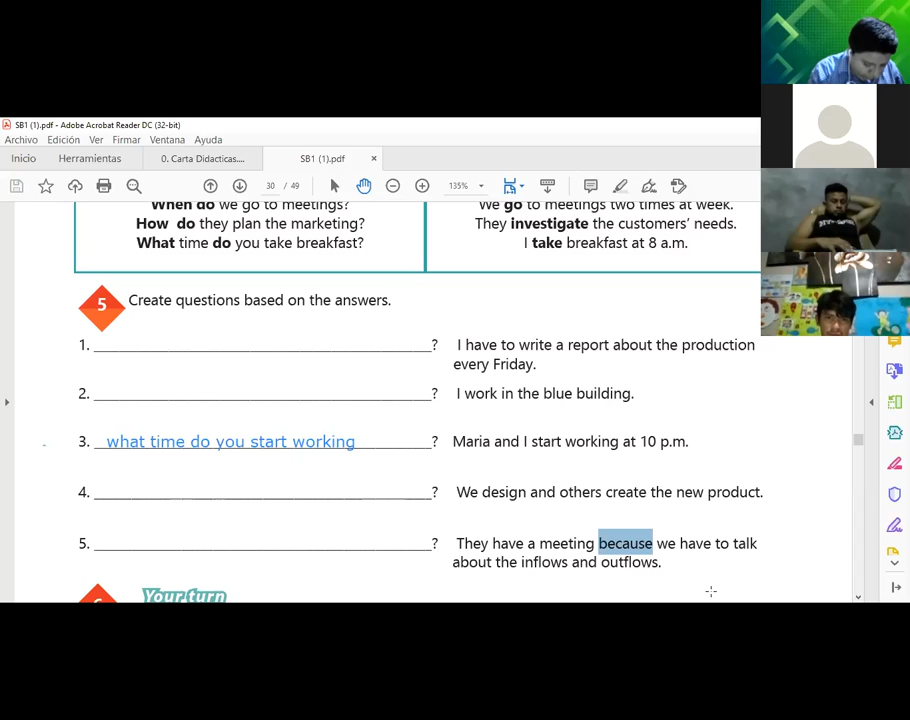 SB1 (1).pdf - Adobe Acrobat Reader DC (32-bit)
Archivo Edición Ver Firmar Ventana Ayuda
Inicio Herramientas 0. Carta Didacticas.... SB1 (1).pdf ×
30 / 49 135%
When do we go to meetings? We go to meetings two times at week.
How do they plan the marketing? They investigate the customers' needs.
What time do you take breakfast? I take breakfast at 8 a.m.
5 Create questions based on the answers.
1. ? I have to write a report about the production
every Friday.
2. ? I work in the blue building.
3. what time do you start working ? Maria and I start working at 10 p.m.
4. ? We design and others create the new product.
5. ? They have a meeting because we have to talk
about the inflows and outflows.
6 Your turn